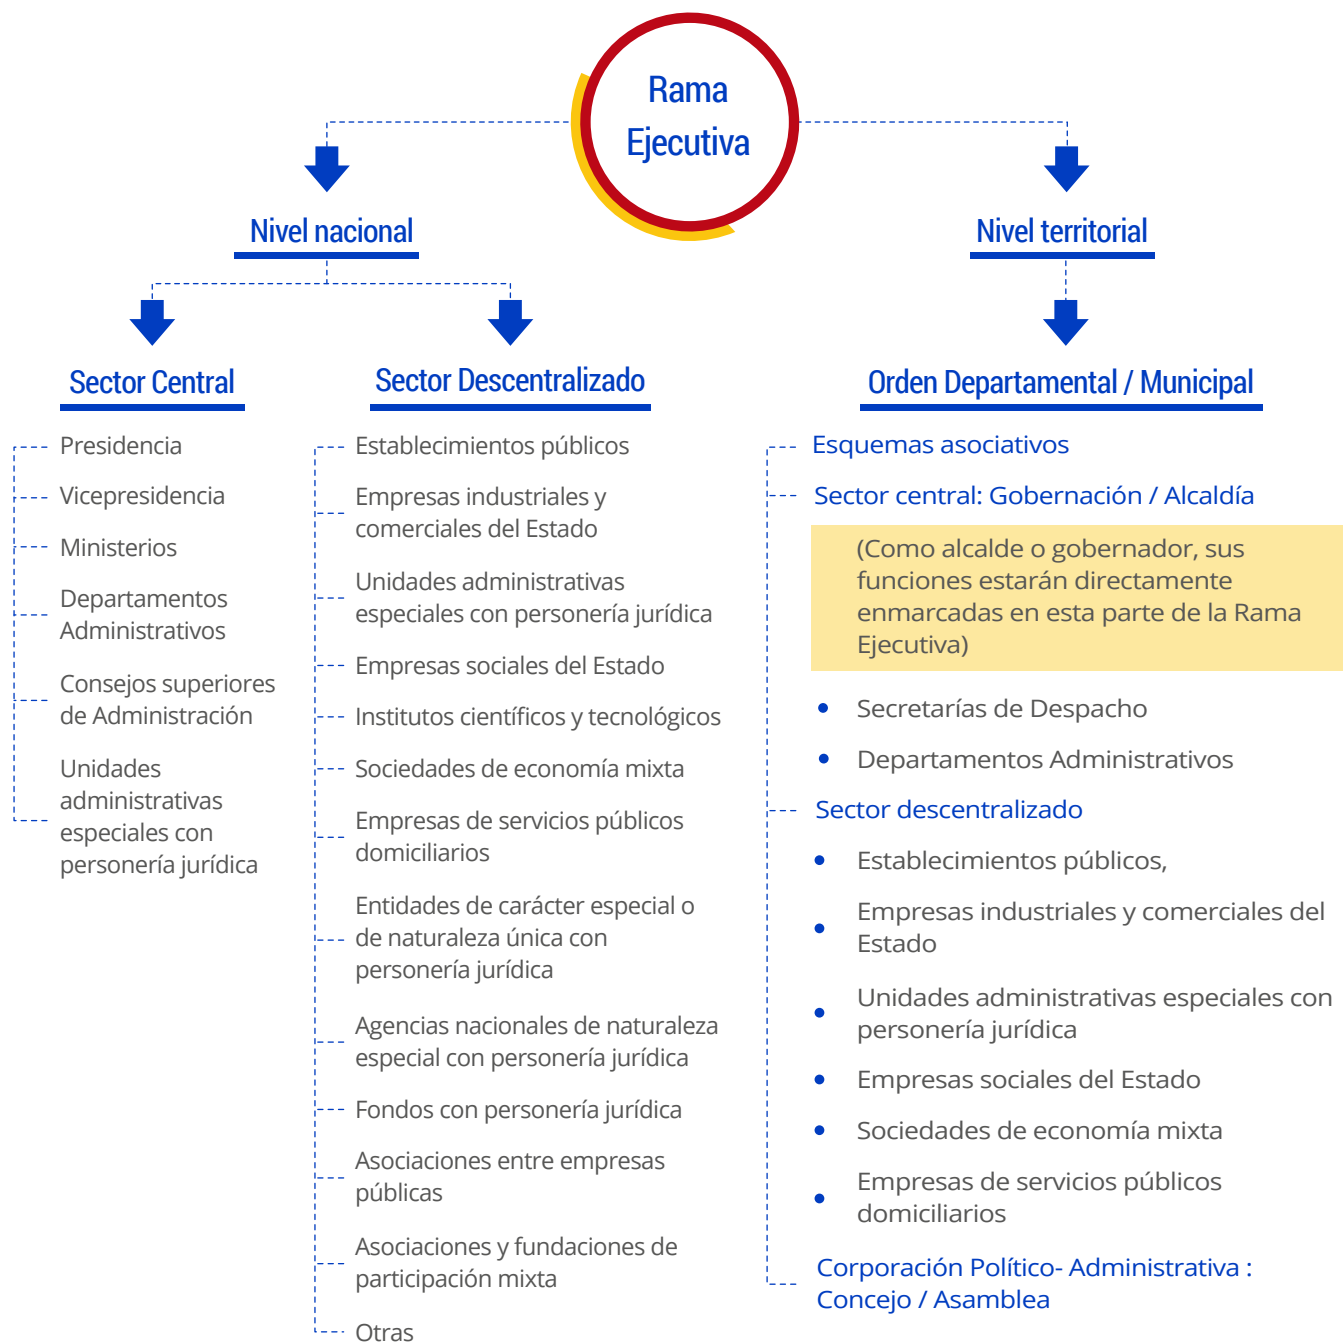 Rama
Ejecutiva
Nivel nacional
Nivel territorial
Sector Central
Presidencia
Vicepresidencia
Ministerios
Departamentos
Administrativos
Consejos superiores
de Administración
Unidades
administrativas
especiales con
personería jurídica
Sector Descentralizado
Establecimientos públicos
Empresas industriales y
comerciales del Estado
Unidades administrativas
especiales con personería jurídica
Empresas sociales del Estado
Institutos científicos y tecnológicos
Sociedades de economía mixta
Empresas de servicios públicos
domiciliarios
Entidades de carácter especial o
de naturaleza única con
personería jurídica
Agencias nacionales de naturaleza
especial con personería jurídica
Fondos con personería jurídica
Asociaciones entre empresas
públicas
Asociaciones y fundaciones de
participación mixta
Otras
Orden Departamental / Municipal
Esquemas asociativos
Sector central: Gobernación / Alcaldía
(Como alcalde o gobernador, sus
funciones estarán directamente
enmarcadas en esta parte de la Rama
Ejecutiva)
Secretarías de Despacho
Departamentos Administrativos
Sector descentralizado
Establecimientos públicos,
Empresas industriales y comerciales del
Estado
Unidades administrativas especiales con
personería jurídica
Empresas sociales del Estado
Sociedades de economía mixta
Empresas de servicios públicos
domiciliarios
Corporación Político- Administrativa :
Concejo / Asamblea